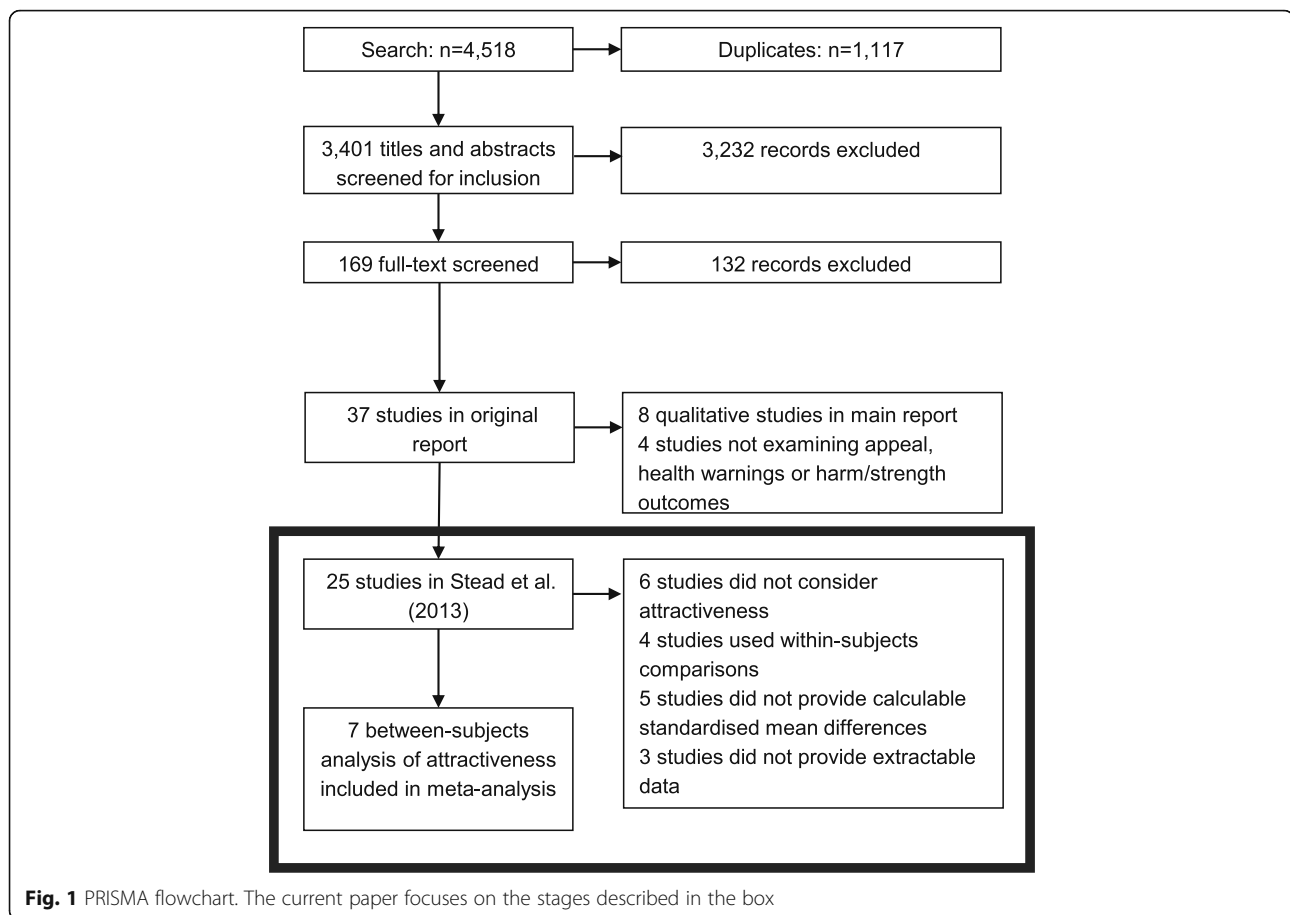 Search: n=4,518
Duplicates: n=1,117
3,401 titles and abstracts
screened for inclusion
3,232 records excluded
169 full-text screened
132 records excluded
37 studies in original
report
8 qualitative studies in main report
4 studies not examining appeal,
health warnings or harm/strength
outcomes
25 studies in Stead et al.
(2013)
6 studies did not consider
attractiveness
4 studies used within-subjects
comparisons
5 studies did not provide calculable
standardised mean differences
3 studies did not provide extractable
data
7 between-subjects
analysis of attractiveness
included in meta-analysis
Fig. 1 PRISMA flowchart. The current paper focuses on the stages described in the box